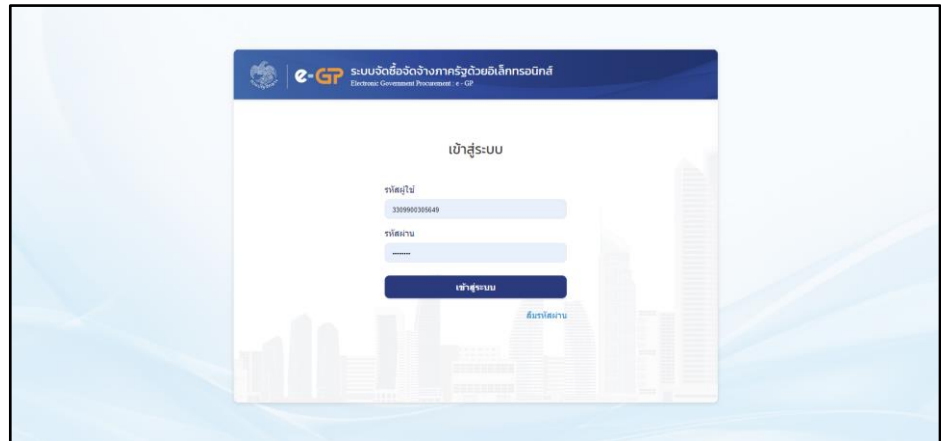 e-GP ระบบจัดซื้อจัดจ้างภาครัฐด้วยอิเล็กทรอนิกส์
Electronic Government Procurement : e - GP
เข้าสู่ระบบ
รหัสผู้ใช้
3309900305649
รหัสผ่าน
เข้าสู่ระบบ
ลืมรหัสผ่าน